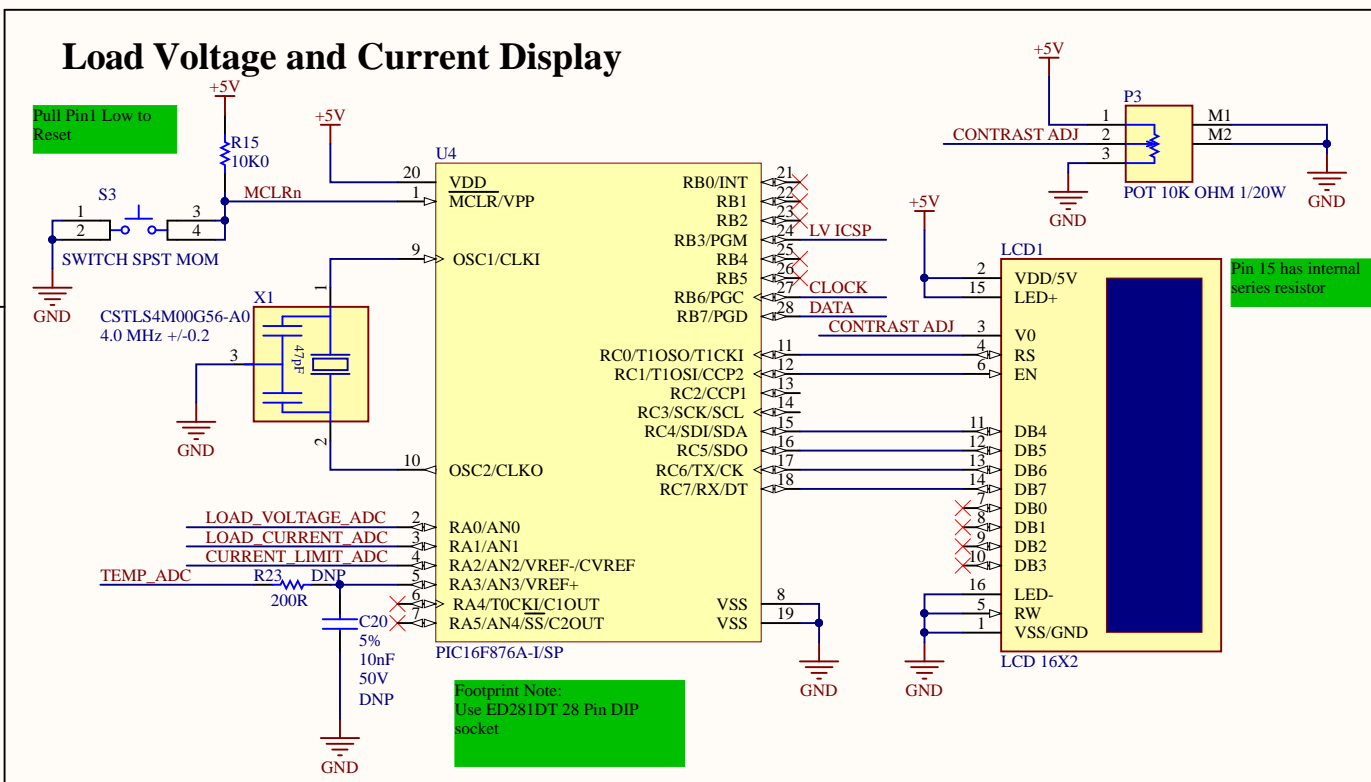 Load Voltage and Current Display
Pull Pin1 Low to
Reset
+5V
R15
10K0
MCLRn
S3
1
2
3
4
SWITCH SPST MOM
GND
+5V
X1
CSTLS4M00G56-A0
4.0 MHz +/-0.2
47pF
1
2
3
GND
U4
20 VDD
1 MCLR/VPP
9 OSC1/CLKI
10 OSC2/CLKO
LOAD_VOLTAGE_ADC 2 RA0/AN0
LOAD_CURRENT_ADC 3 RA1/AN1
CURRENT_LIMIT_ADC 4 RA2/AN2/VREF-/CVREF
TEMP_ADC 5 RA3/AN3/VREF+
6 RA4/T0CKI/C1OUT
7 RA5/AN4/SS/C2OUT
R23 DNP
200R
C20
5%
10nF
50V
DNP
GND
RB0/INT 21
RB1 22
RB2 23
RB3/PGM 24 LV ICSP
RB4 25
RB5 26
RB6/PGC 27 CLOCK
RB7/PGD 28 DATA
RC0/T1OSO/T1CKI 11
RC1/T1OSI/CCP2 12
RC2/CCP1 13
RC3/SCK/SCL 14
RC4/SDI/SDA 15
RC5/SDO 16
RC6/TX/CK 17
RC7/RX/DT 18
VSS 8
VSS 19
GND
PIC16F876A-I/SP
Footprint Note:
Use ED281DT 28 Pin DIP
socket
+5V
P3
1
CONTRAST ADJ 2
3
M1
M2
POT 10K OHM 1/20W
GND
GND
+5V
LCD1
2 VDD/5V
15 LED+
CONTRAST ADJ 3 V0
4 RS
6 EN
11 DB4
12 DB5
13 DB6
14 DB7
7 DB0
8 DB1
9 DB2
10 DB3
16 LED-
5 RW
1 VSS/GND
LCD 16X2
GND
Pin 15 has internal
series resistor